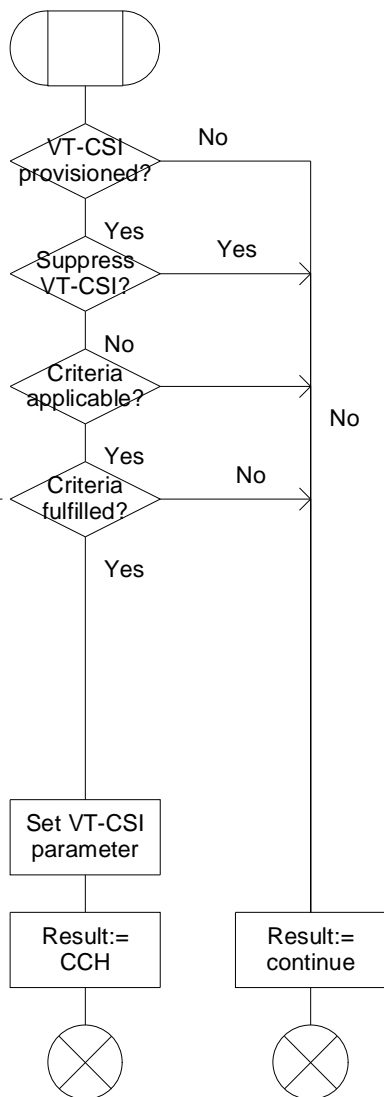 VT-CSI
provisioned?
No
Yes
Suppress
VT-CSI?
Yes
No
Criteria
applicable?
No
Yes
Criteria
fulfilled?
No
Yes
Set VT-CSI
parameter
Result:=
CCH
Result:=
continue